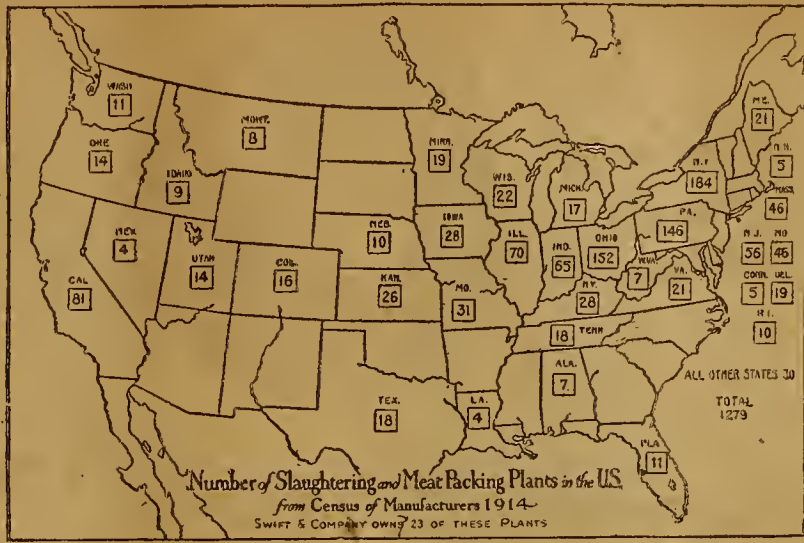 WASH
11
ORE
14
IDAHO
9
MONT.
8
NEV.
4
UTAH
14
CAL
81
COL.
16
NEB.
10
KAN.
26
TEX.
18
MINN.
19
IOWA
28
MO.
31
LA.
4
WIS.
22
ILL.
70
MICH.
17
IND.
55
OHIO
152
KY.
28
18 TENN
ALA.
7
FLA
11
W.VA.
7
VA.
21
PA.
146
N.Y
184
ME.
21
N.H.
5
MASS.
46
N.J. MD
56 46
CONN. DEL.
5 19
R.I.
10
ALL OTHER STATES 30
TOTAL
1279
Number of Slaughtering and Meat Packing Plants in the U.S.
from Census of Manufacturers 1914
SWIFT & COMPANY OWNS 23 OF THESE PLANTS